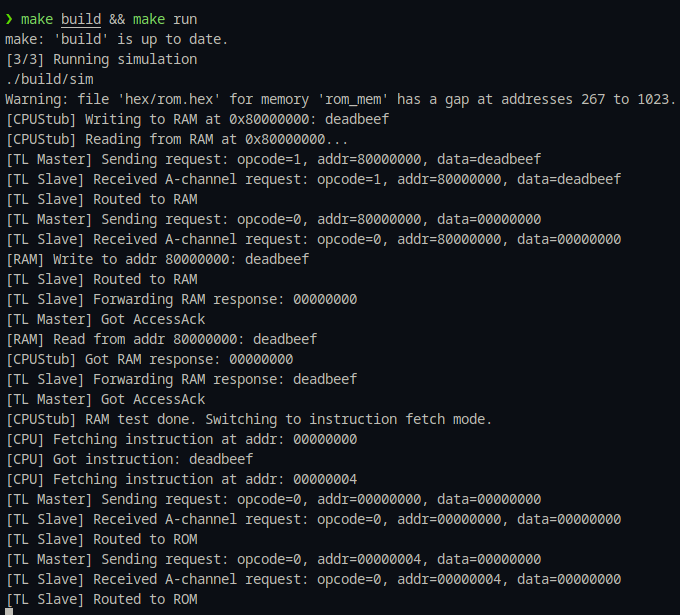 ❯ make build && make run
make: 'build' is up to date.
[3/3] Running simulation
./build/sim
Warning: file 'hex/rom.hex' for memory 'rom_mem' has a gap at addresses 267 to 1023.
[CPUStub] Writing to RAM at 0x80000000: deadbeef
[CPUStub] Reading from RAM at 0x80000000...
[TL Master] Sending request: opcode=1, addr=80000000, data=deadbeef
[TL Slave] Received A-channel request: opcode=1, addr=80000000, data=deadbeef
[TL Slave] Routed to RAM
[TL Master] Sending request: opcode=0, addr=80000000, data=00000000
[TL Slave] Received A-channel request: opcode=0, addr=80000000, data=00000000
[RAM] Write to addr 80000000: deadbeef
[TL Slave] Routed to RAM
[TL Slave] Forwarding RAM response: 00000000
[TL Master] Got AccessAck
[RAM] Read from addr 80000000: deadbeef
[CPUStub] Got RAM response: 00000000
[TL Slave] Forwarding RAM response: deadbeef
[TL Master] Got AccessAck
[CPUStub] RAM test done. Switching to instruction fetch mode.
[CPU] Fetching instruction at addr: 00000000
[CPU] Got instruction: deadbeef
[CPU] Fetching instruction at addr: 00000004
[TL Master] Sending request: opcode=0, addr=00000000, data=00000000
[TL Slave] Received A-channel request: opcode=0, addr=00000000, data=00000000
[TL Slave] Routed to ROM
[TL Master] Sending request: opcode=0, addr=00000004, data=00000000
[TL Slave] Received A-channel request: opcode=0, addr=00000004, data=00000000
[TL Slave] Routed to ROM